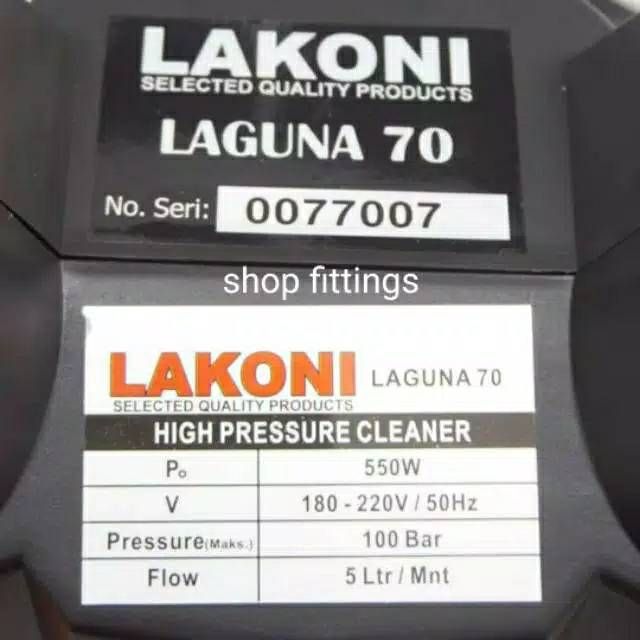 LAKONI
SELECTED QUALITY PRODUCTS
LAGUNA 70
No. Seri: 0077007
shop fittings
LAKONI LAGUNA 70
SELECTED QUALITY PRODUCTS
HIGH PRESSURE CLEANER
Po 550W
V 180 - 220V / 50Hz
Pressure(Maks.) 100 Bar
Flow 5 Ltr / Mnt